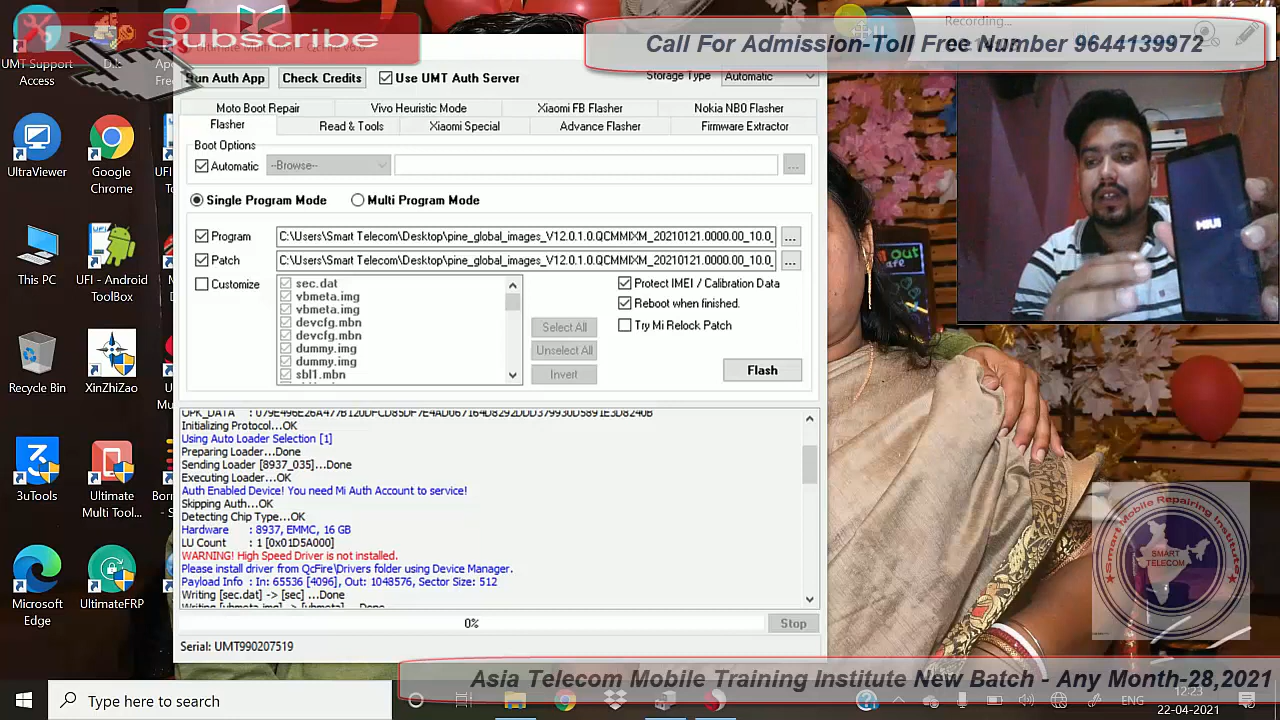 Subscribe
Call For Admission-Toll Free Number 9644139972
Recording...
UMT Support
Access
Run Auth App
Check Credits
Use UMT Auth Server
Storage Type
Automatic
Moto Boot Repair
Vivo Heuristic Mode
Xiaomi FB Flasher
Nokia NB0 Flasher
Flasher
Read & Tools
Xiaomi Special
Advance Flasher
Firmware Extractor
Boot Options
Automatic
--Browse--
...
Single Program Mode
Multi Program Mode
Program
C:\Users\Smart Telecom\Desktop\pine_global_images_V12.0.1.0.QCMMIXM_20210121.0000.00_10.0_
...
Patch
C:\Users\Smart Telecom\Desktop\pine_global_images_V12.0.1.0.QCMMIXM_20210121.0000.00_10.0_
...
Customize
sec.dat
vbmeta.img
vbmeta.img
devcfg.mbn
devcfg.mbn
dummy.img
dummy.img
sbl1.mbn
Select All
Unselect All
Invert
Protect IMEI / Calibration Data
Reboot when finished.
Try Mi Relock Patch
Flash
Initializing Protocol...OK
Using Auto Loader Selection [1]
Preparing Loader...Done
Sending Loader [8937_035]...Done
Executing Loader...OK
Auth Enabled Device! You need Mi Auth Account to service!
Skipping Auth...OK
Detecting Chip Type...OK
Hardware : 8937, EMMC, 16 GB
LU Count : 1 [0x01D5A000]
WARNING! High Speed Driver is not installed.
Please install driver from QcFire\Drivers folder using Device Manager.
Payload Info : In: 65536 [4096], Out: 1048576, Sector Size: 512
Writing [sec.dat] -> [sec] ...Done
Writing [vbmeta.img] -> [vbmeta] ...Done
0%
Stop
Serial: UMT990207519
UltraViewer
Google
Chrome
This PC
UFi - Android
ToolBox
Recycle Bin
XinZhiZao
3uTools
Ultimate
Multi Tool...
Microsoft
Edge
UltimateFRP
MIUI
Smart Mobile Repairing Institute
SMART
TELECOM
Asia Telecom Mobile Training Institute New Batch - Any Month-28,2021
Type here to search
ENG
12:23
22-04-2021